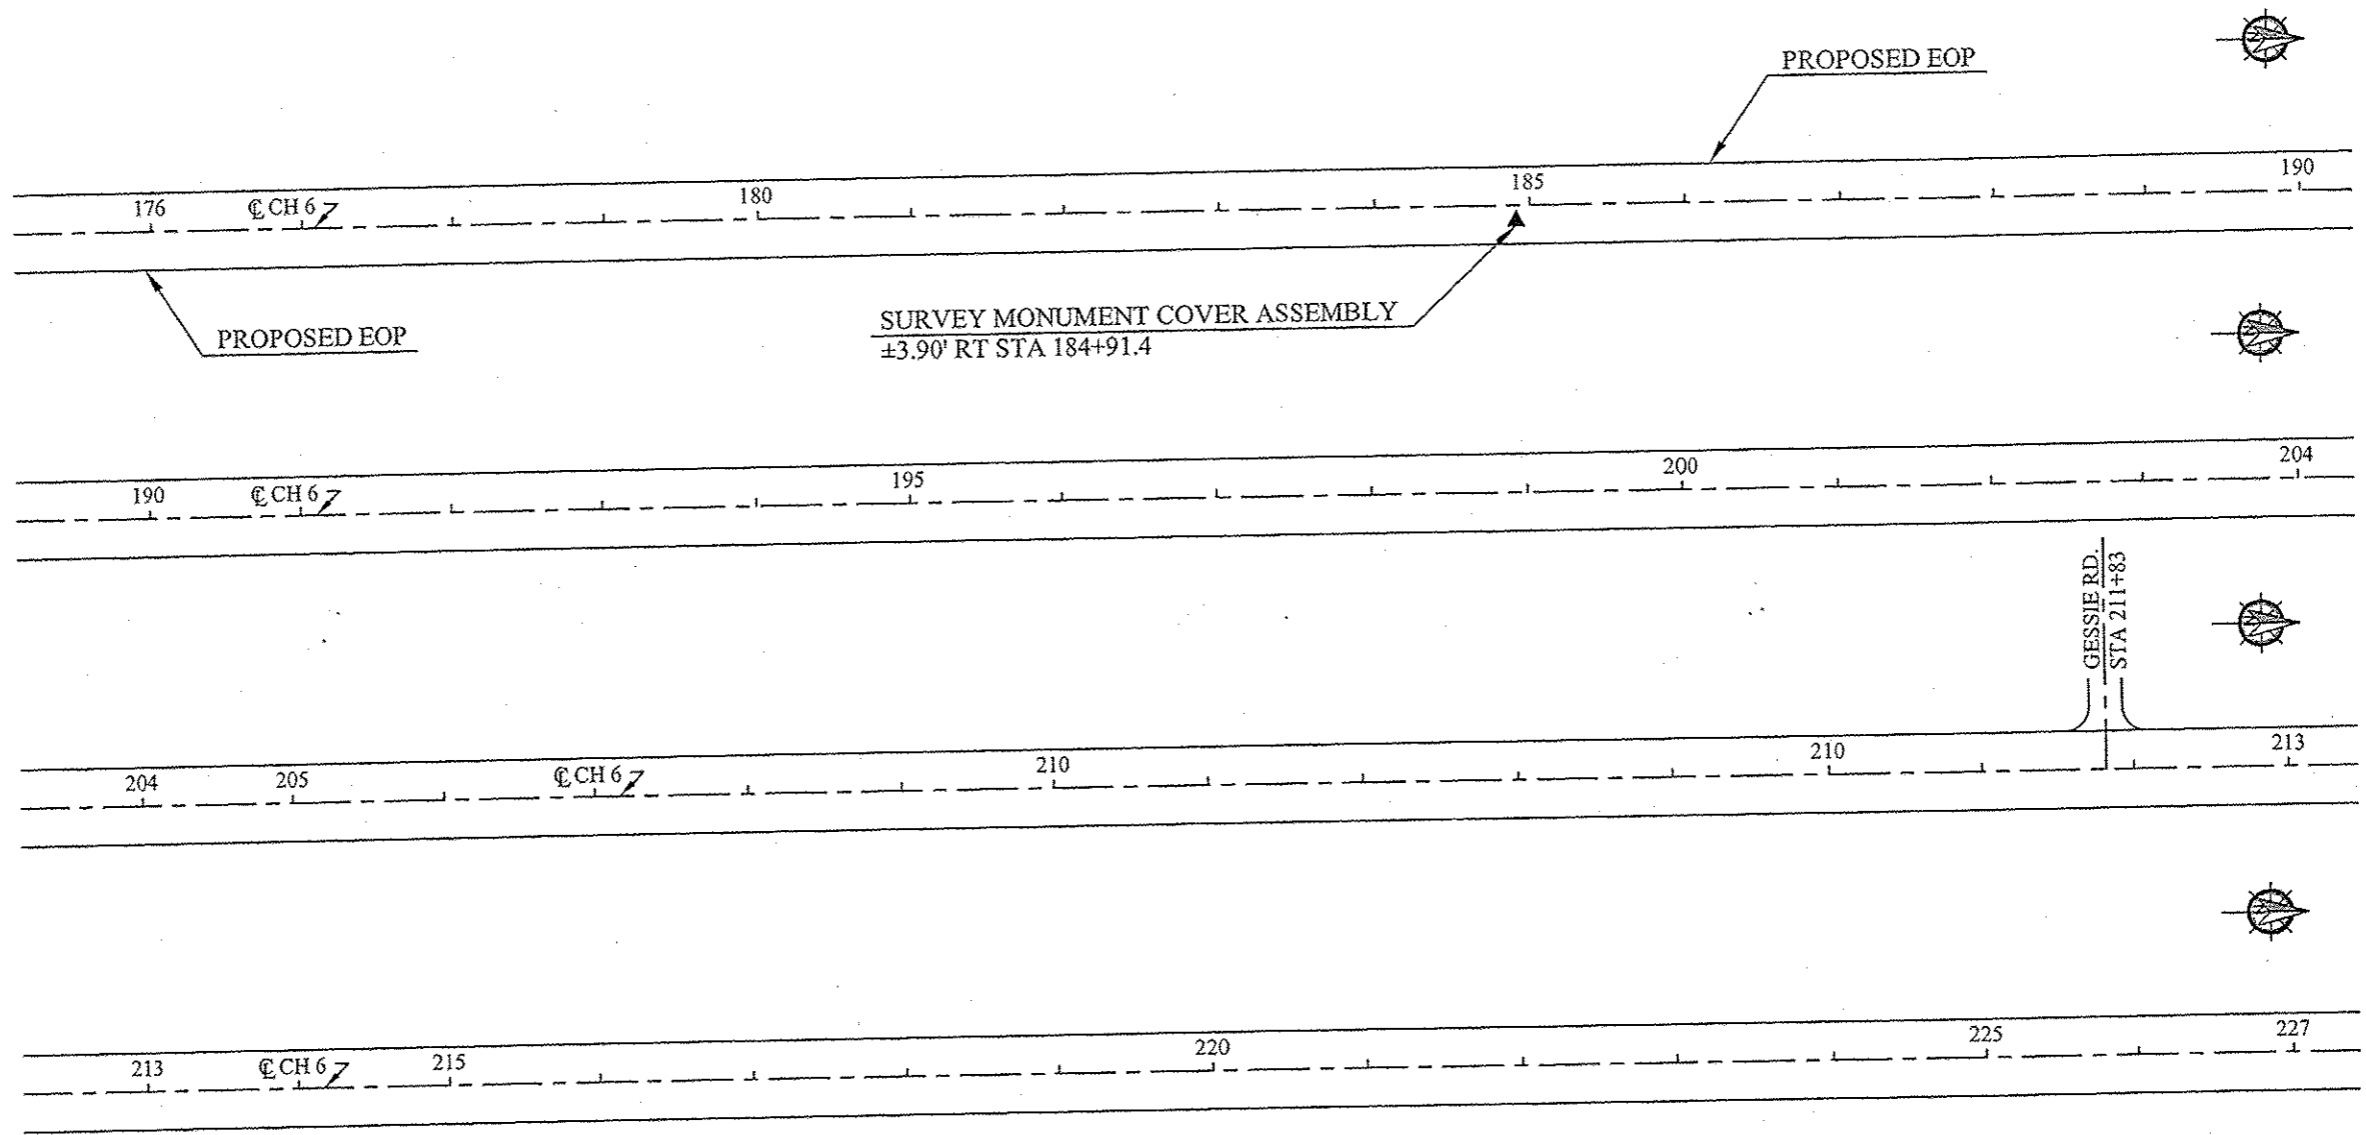 PROPOSED EOP
176
℄ CH 6
180
185
190
PROPOSED EOP
SURVEY MONUMENT COVER ASSEMBLY
±3.90' RT STA 184+91.4
190
℄ CH 6
195
200
204
GESSIE RD.
STA 211+83
204
205
℄ CH 6
210
210
213
213
℄ CH 6
215
220
225
227